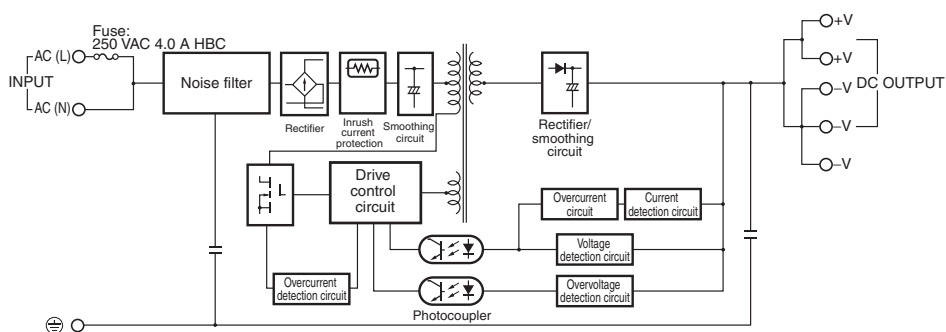 Fuse:
250 VAC 4.0 A HBC
AC (L)
INPUT
AC (N)
Noise filter
Rectifier
Inrush
current
protection
Smoothing
circuit
Rectifier/
smoothing
circuit
+V
+V
–V
DC OUTPUT
–V
–V
Drive
control
circuit
Overcurrent
circuit
Current
detection circuit
Voltage
detection circuit
Overcurrent
detection circuit
Overvoltage
detection circuit
Photocoupler